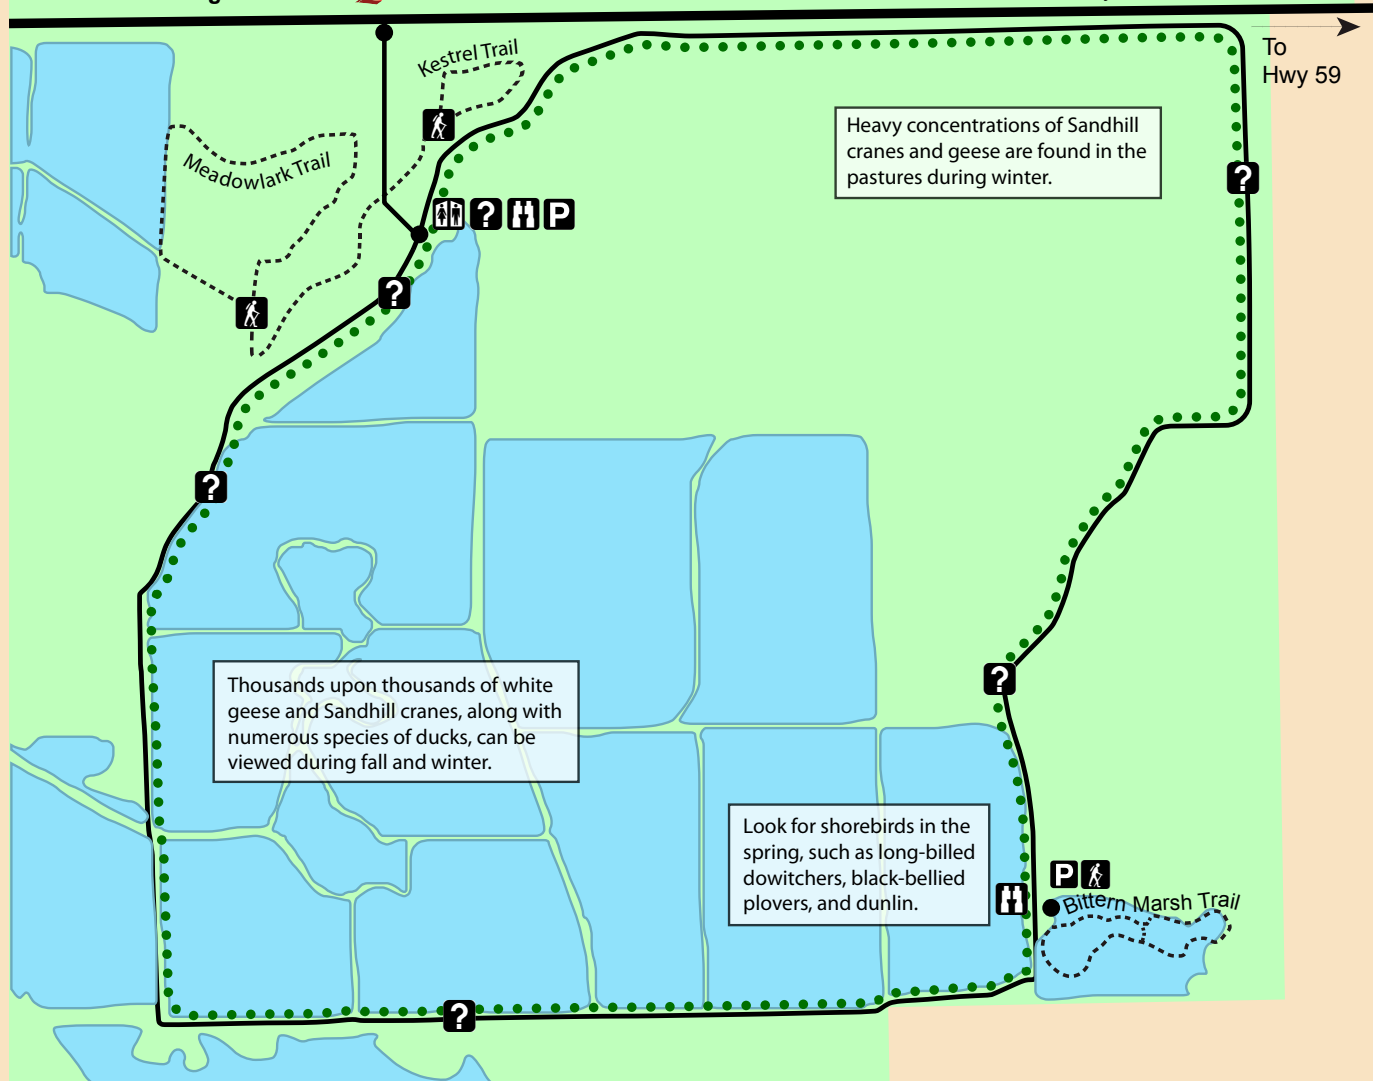 To
Hwy 59
Kestrel Trail
Heavy concentrations of Sandhill
cranes and geese are found in the
pastures during winter.
Meadowlark Trail
?
? P
?
?
?
Thousands upon thousands of white
geese and Sandhill cranes, along with
numerous species of ducks, can be
viewed during fall and winter.
Look for shorebirds in the
spring, such as long-billed
dowitchers, black-bellied
plovers, and dunlin.
P
Bittern Marsh Trail
?